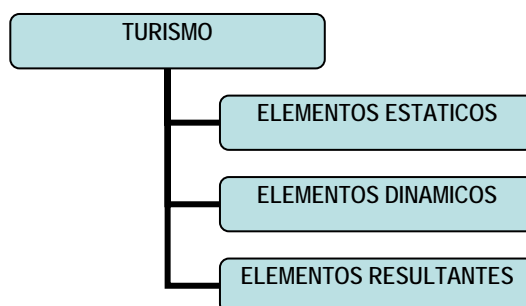 TURISMO
ELEMENTOS ESTATICOS
ELEMENTOS DINAMICOS
ELEMENTOS RESULTANTES